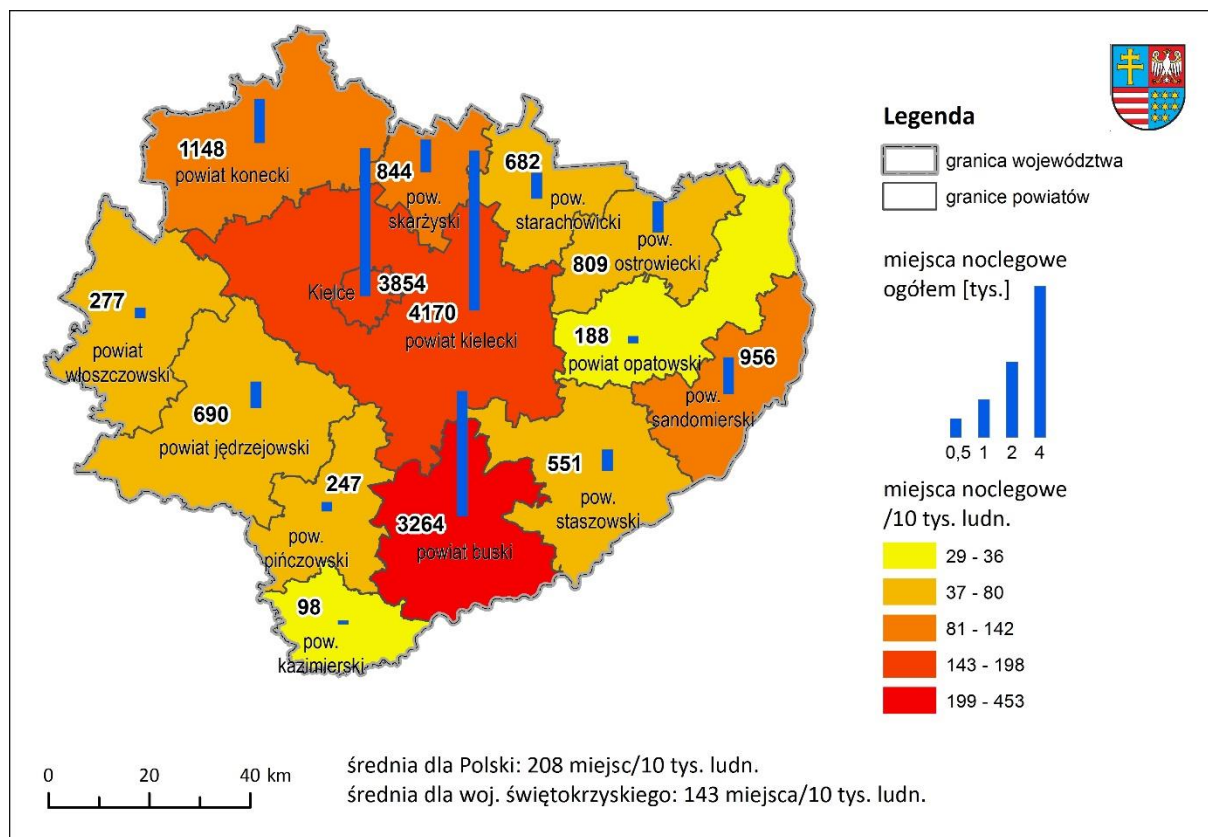 1148
powiat konecki
844
pow.
skarżyski
682
pow.
starachowicki
pow.
ostrowiecki
809
Kielce
3854
4170
powiat kielecki
277
powiat
włoszczowski
188
powiat opatowski
956
pow.
sandomierski
690
powiat jędrzejowski
247
pow.
pińczowski
551
pow.
staszowski
3264
powiat buski
98
pow.
kazimierski
Legenda
granica województwa
granice powiatów
miejsca noclegowe
ogółem [tys.]
0,5 1 2 4
miejsca noclegowe
/10 tys. ludn.
29 - 36
37 - 80
81 - 142
143 - 198
199 - 453
0 20 40 km
średnia dla Polski: 208 miejsc/10 tys. ludn.
średnia dla woj. świętokrzyskiego: 143 miejsca/10 tys. ludn.